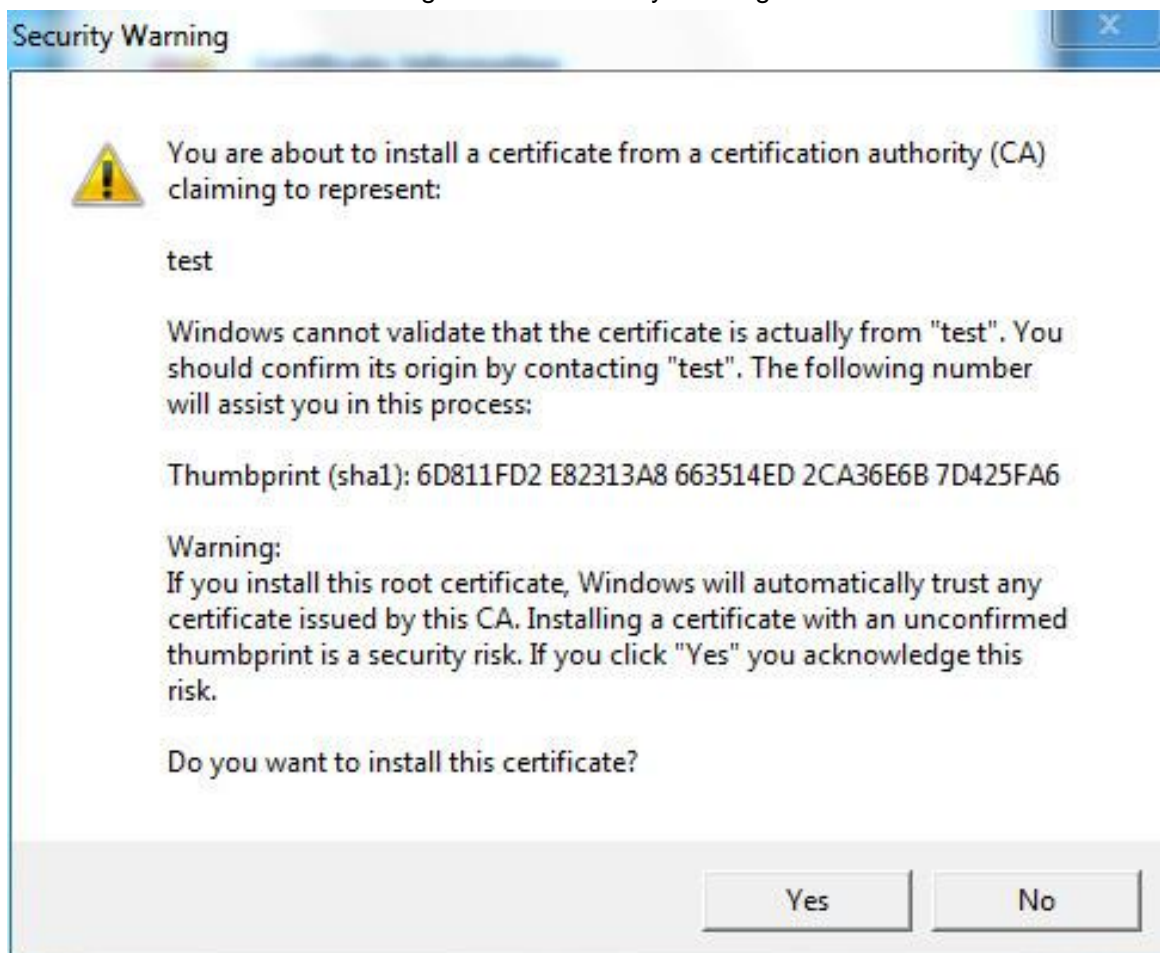 Security Warning
You are about to install a certificate from a certification authority (CA)
claiming to represent:
test
Windows cannot validate that the certificate is actually from "test". You
should confirm its origin by contacting "test". The following number
will assist you in this process:
Thumbprint (sha1): 6D811FD2 E82313A8 663514ED 2CA36E6B 7D425FA6
Warning:
If you install this root certificate, Windows will automatically trust any
certificate issued by this CA. Installing a certificate with an unconfirmed
thumbprint is a security risk. If you click "Yes" you acknowledge this
risk.
Do you want to install this certificate?
Yes No